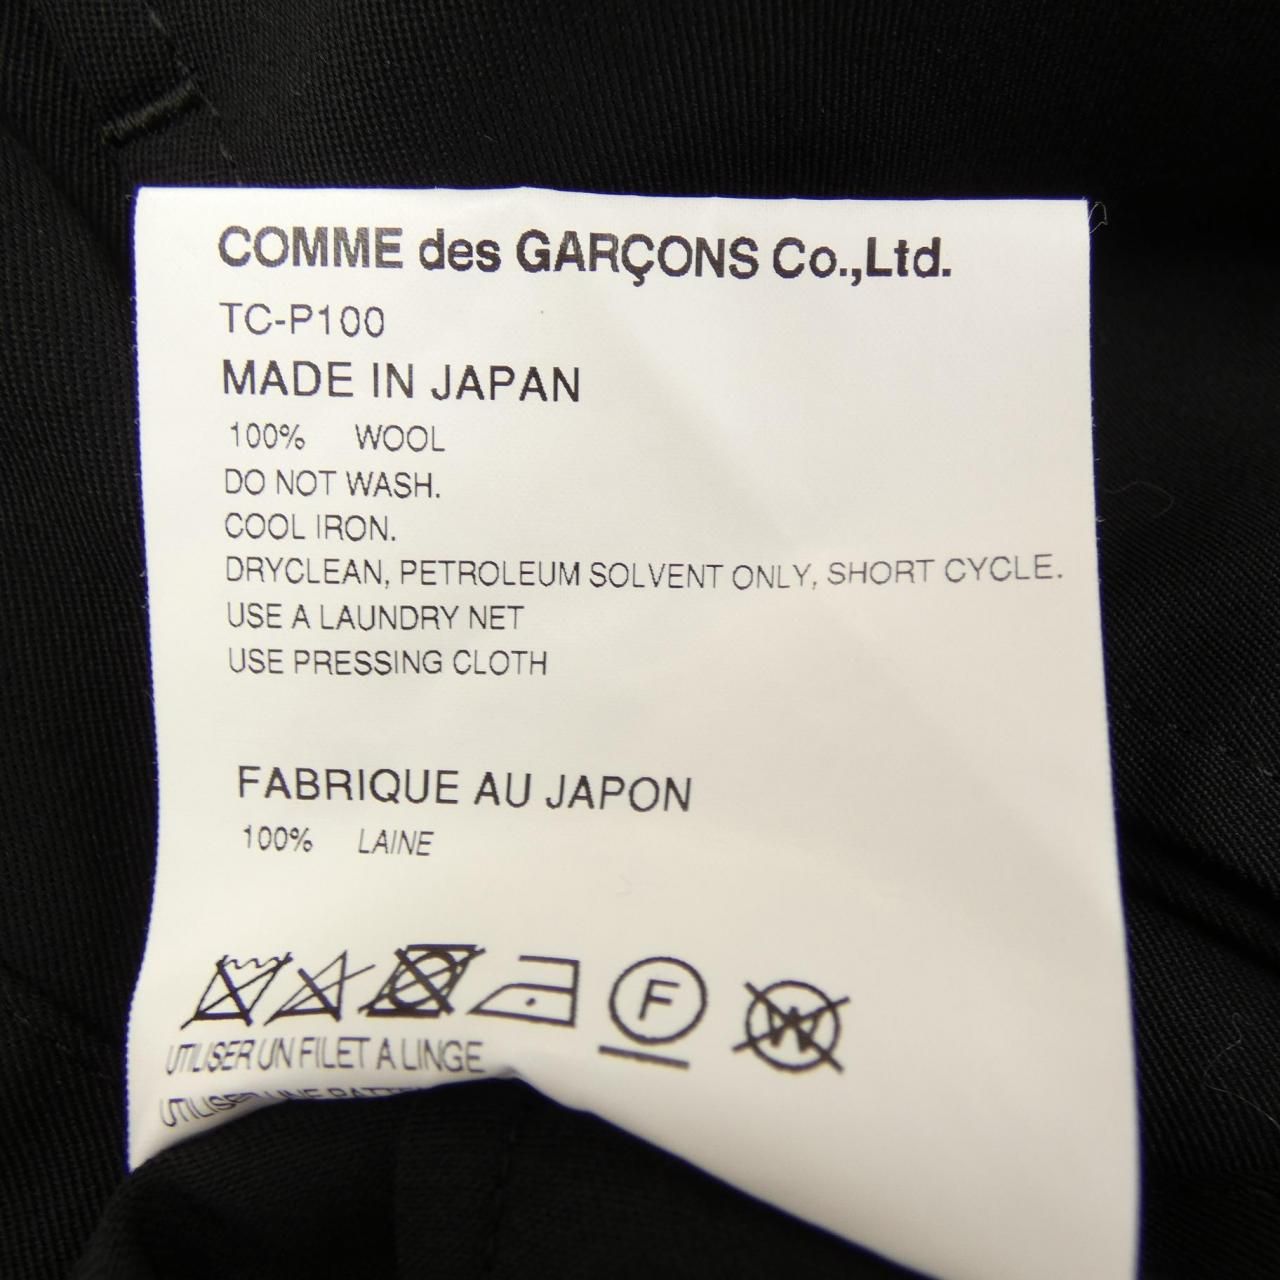 COMME des GARÇONS Co.,Ltd.
TC-P100
MADE IN JAPAN
100% WOOL
DO NOT WASH.
COOL IRON.
DRYCLEAN, PETROLEUM SOLVENT ONLY, SHORT CYCLE.
USE A LAUNDRY NET
USE PRESSING CLOTH
FABRIQUE AU JAPON
100% LAINE
F W
UTILISER UN FILET A LINGE
UTILISER UNE